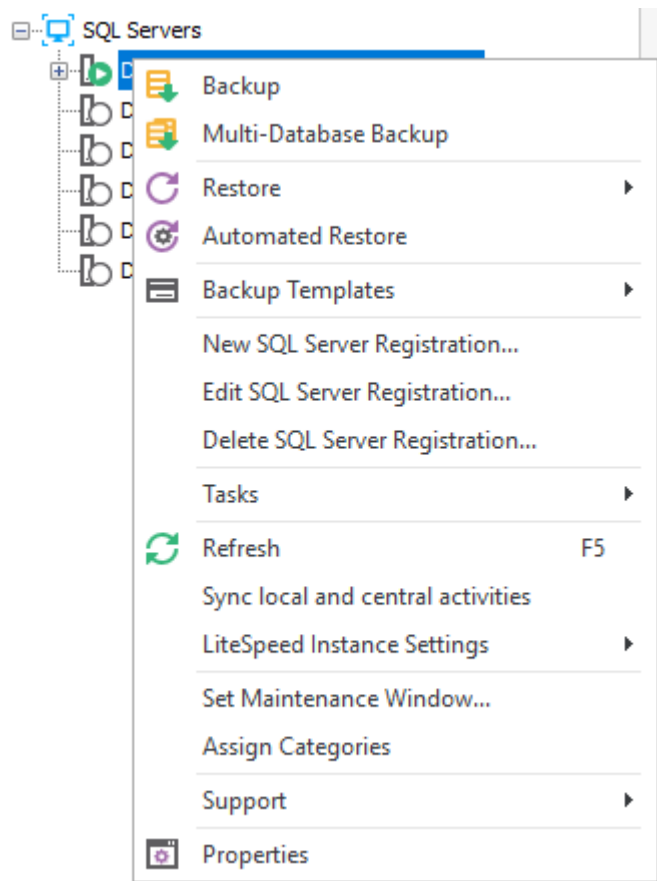 SQL Servers
D
Backup
D
Multi-Database Backup
D
Restore
D
Automated Restore
D
D
Backup Templates
New SQL Server Registration...
Edit SQL Server Registration...
Delete SQL Server Registration...
Tasks
Refresh F5
Sync local and central activities
LiteSpeed Instance Settings
Set Maintenance Window...
Assign Categories
Support
Properties